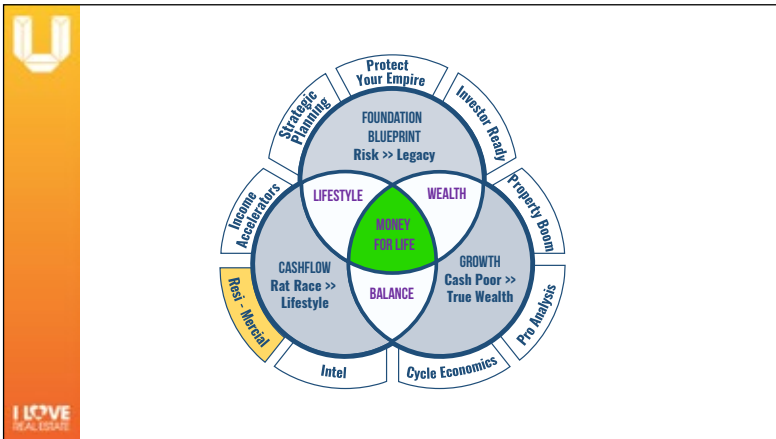 Protect
Your Empire
Strategic
Planning
Investor Ready
FOUNDATION
BLUEPRINT
Risk >> Legacy
Income
Accelerators
LIFESTYLE
WEALTH
Property Boom
MONEY
FOR LIFE
CASHFLOW
Rat Race >>
Lifestyle
GROWTH
Cash Poor >>
True Wealth
BALANCE
Resi - Mercial
Pro Analysis
Intel
Cycle Economics
I LOVE
REAL ESTATE